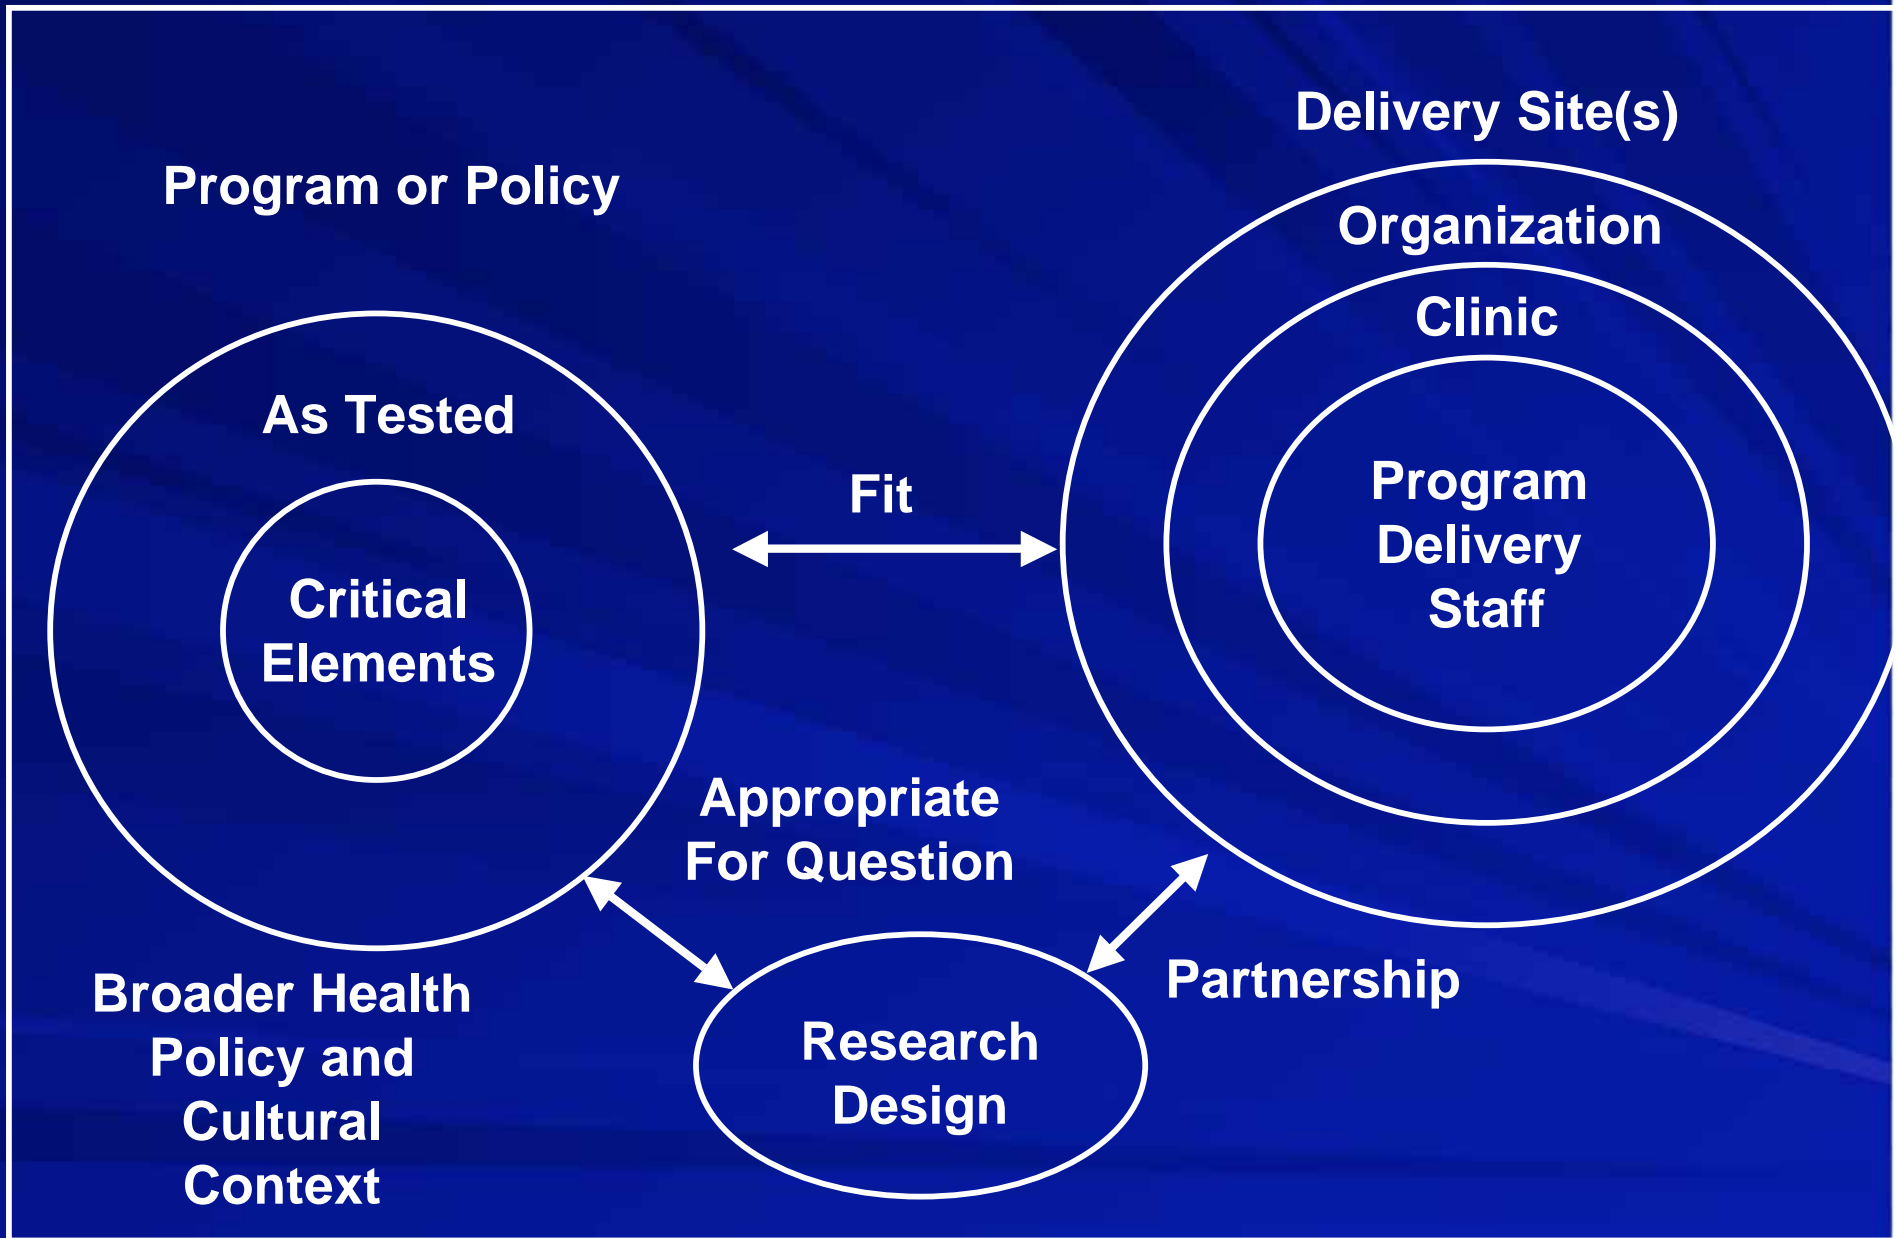 Delivery Site(s)
Program or Policy
Organization
Clinic
As Tested
Fit
Program
Delivery
Staff
Critical
Elements
Appropriate
For Question
Partnership
Broader Health
Policy and
Cultural
Context
Research
Design